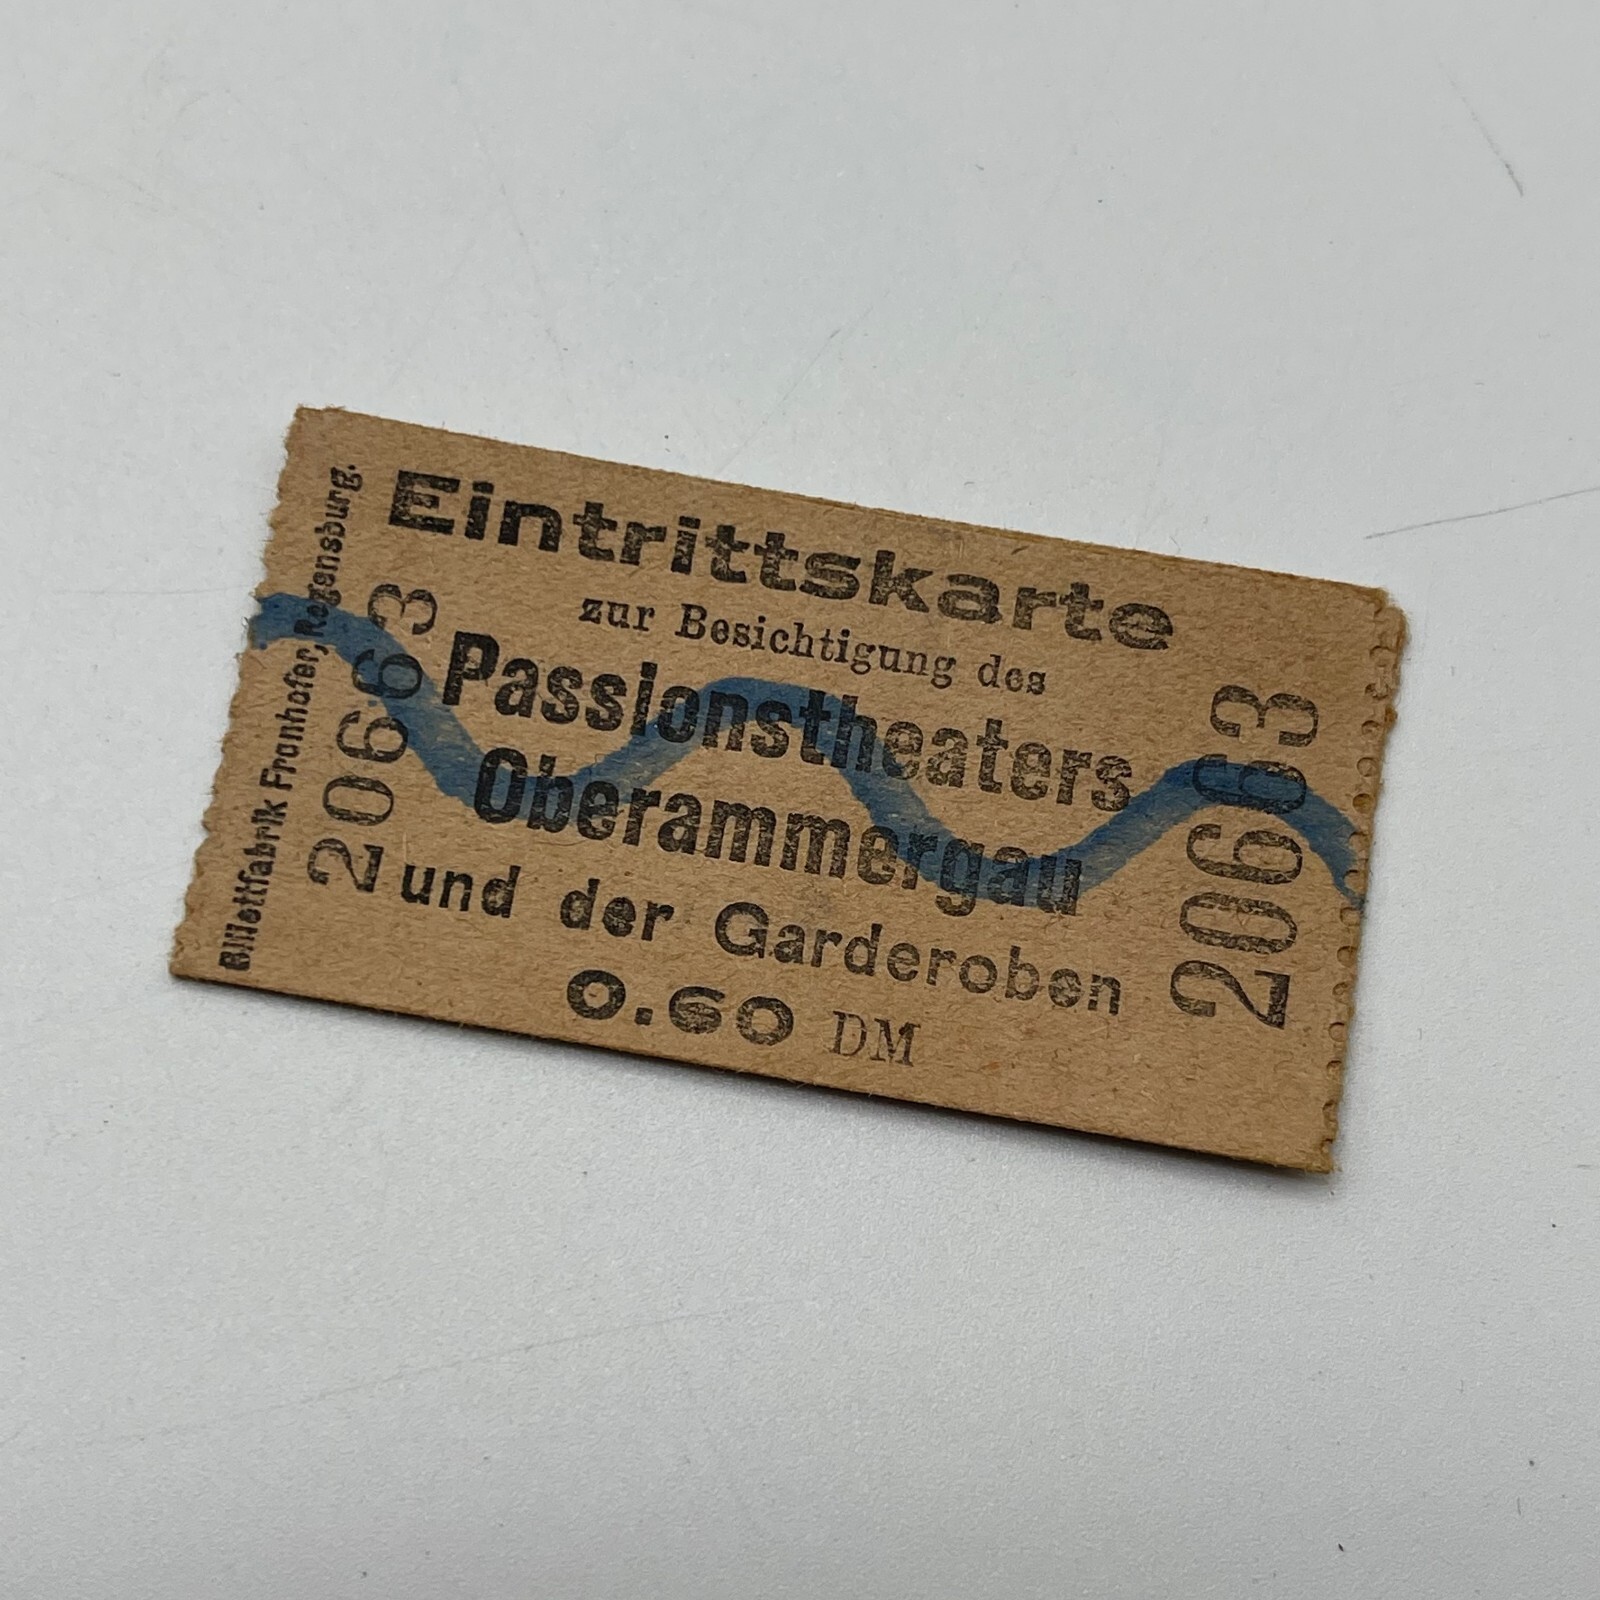 Billettfabrik Fronhofer, Regensburg.
20663
Eintrittskarte
zur Besichtigung des
Passionstheaters
Oberammergau
und der Garderoben
0.60 DM
20663